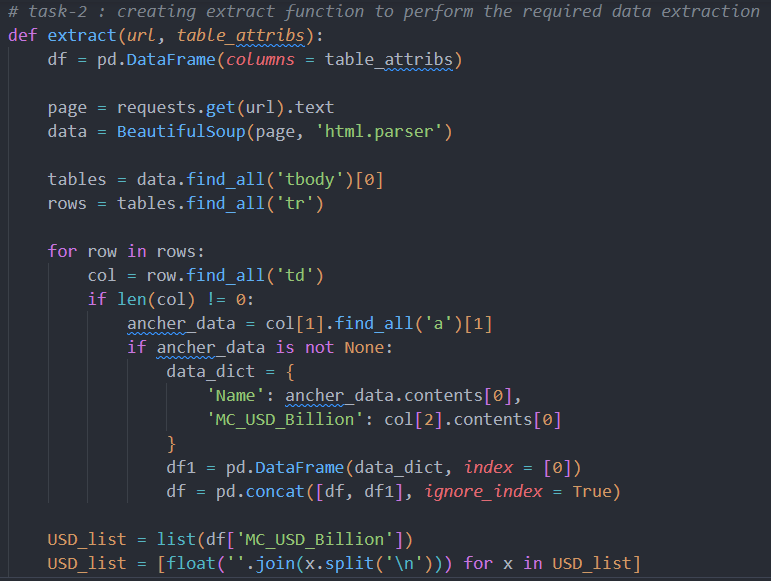 # task-2 : creating extract function to perform the required data extraction
def extract(url, table_attribs):
    df = pd.DataFrame(columns = table_attribs)

    page = requests.get(url).text
    data = BeautifulSoup(page, 'html.parser')

    tables = data.find_all('tbody')[0]
    rows = tables.find_all('tr')

    for row in rows:
        col = row.find_all('td')
        if len(col) != 0:
            ancher_data = col[1].find_all('a')[1]
            if ancher_data is not None:
                data_dict = {
                    'Name': ancher_data.contents[0],
                    'MC_USD_Billion': col[2].contents[0]
                }
                df1 = pd.DataFrame(data_dict, index = [0])
                df = pd.concat([df, df1], ignore_index = True)

    USD_list = list(df['MC_USD_Billion'])
    USD_list = [float(''.join(x.split('\n'))) for x in USD_list]